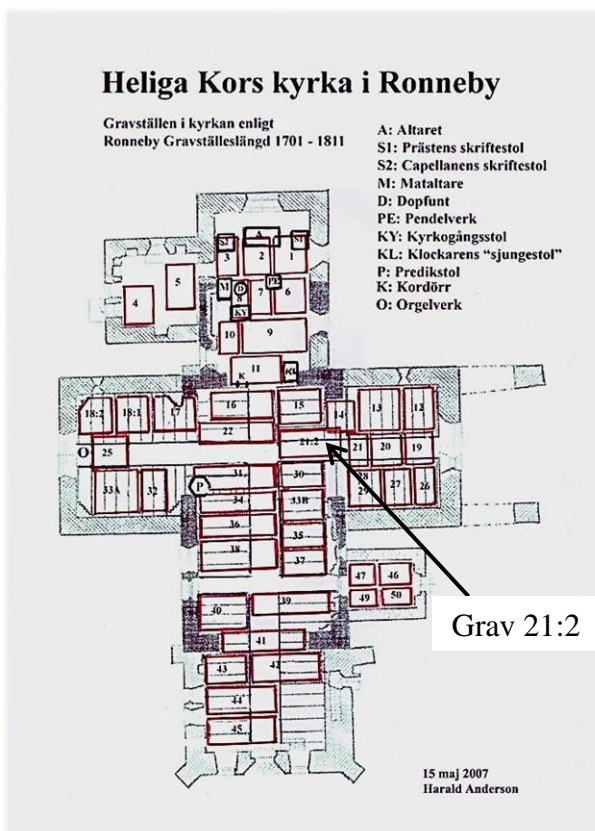 Heliga Kors kyrka i Ronneby
Gravställen i kyrkan enligt
Ronneby Gravställeslängd 1701 - 1811
A: Altaret
S1: Prästens skriftestol
S2: Capellanens skriftestol
M: Mataltare
D: Dopfunt
PE: Pendelverk
KY: Kyrkogångsstol
KL: Klockarens “sjungestol”
P: Predikstol
K: Kordörr
O: Orgelverk
S2 A S1
3 2 1
4 5 M D 7 PE 6
8
KY
10 9
11 KL
K
18:2 18:1 17 16 15 14 13 12
22
O 25 21:2 21 20 19
33A 32 P 31 30 28 27 26
29
34 33B
36 35
38 37
47 46
49 50
40 39
41
43 42
44
45
Grav 21:2
15 maj 2007
Harald Anderson